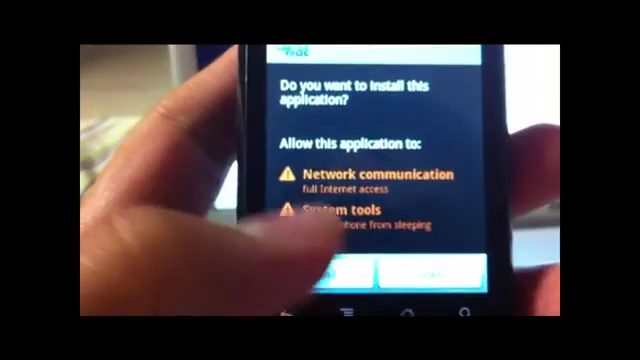 Do you want to install this
application?
Allow this application to:
Network communication
full Internet access
System tools
phone from sleeping